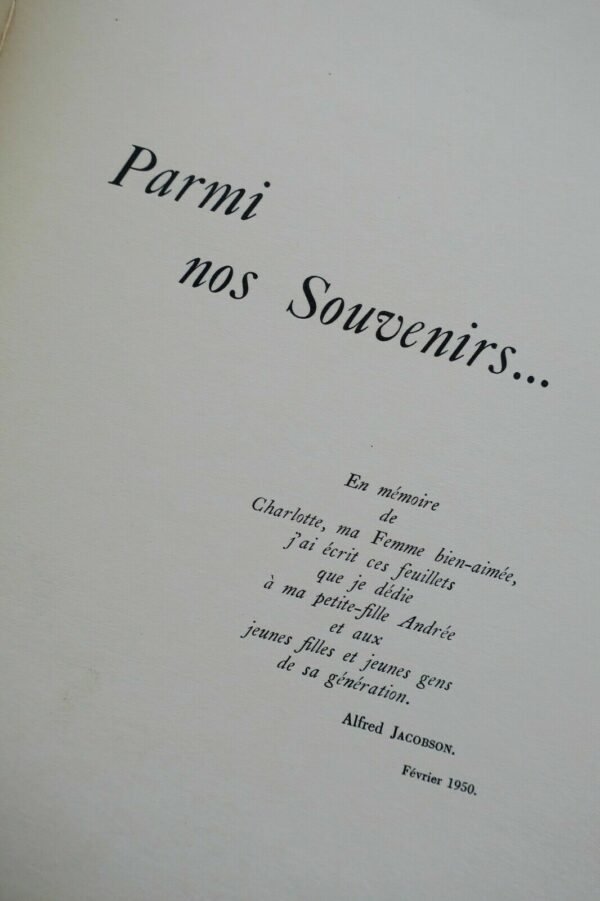 Parmi
nos Souvenirs...
En mémoire
de
Charlotte, ma Femme bien-aimée,
j'ai écrit ces feuillets
que je dédie
à ma petite-fille Andrée
et aux
jeunes filles et jeunes gens
de sa génération.
Alfred JACOBSON.
Février 1950.